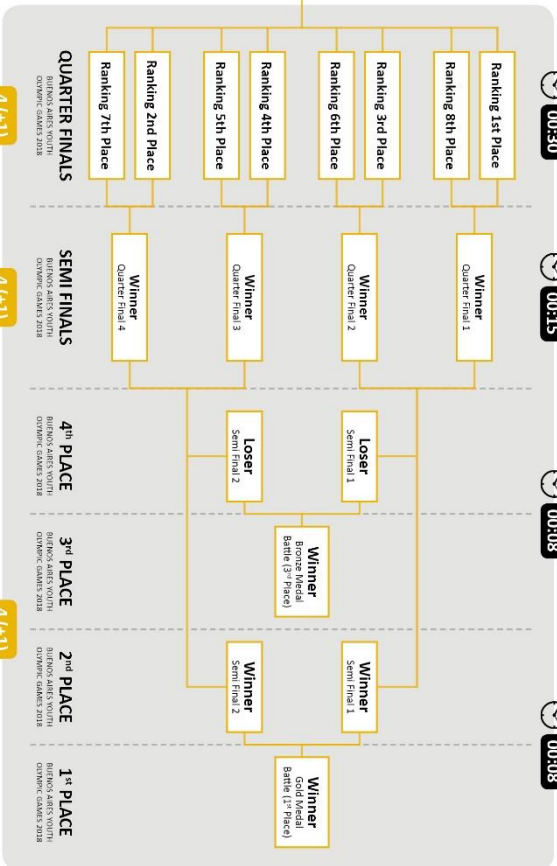 QUARTER FINALS
BUENOS AIRES YOUTH
OLYMPIC GAMES 2018
00:30
4 (+1)
Ranking 1st Place
Ranking 8th Place
Ranking 3rd Place
Ranking 6th Place
Ranking 4th Place
Ranking 5th Place
Ranking 2nd Place
Ranking 7th Place
SEMI FINALS
BUENOS AIRES YOUTH
OLYMPIC GAMES 2018
00:15
4 (+1)
Winner
Quarter Final 1
Winner
Quarter Final 2
Winner
Quarter Final 3
Winner
Quarter Final 4
4th PLACE
BUENOS AIRES YOUTH
OLYMPIC GAMES 2018
00:08
Loser
Semi Final 1
Loser
Semi Final 2
3rd PLACE
BUENOS AIRES YOUTH
OLYMPIC GAMES 2018
Winner
Bronze Medal
Battle (3rd Place)
4 (+1)
2nd PLACE
BUENOS AIRES YOUTH
OLYMPIC GAMES 2018
00:08
Winner
Semi Final 1
Winner
Semi Final 2
1st PLACE
BUENOS AIRES YOUTH
OLYMPIC GAMES 2018
Winner
Gold Medal
Battle (1st Place)